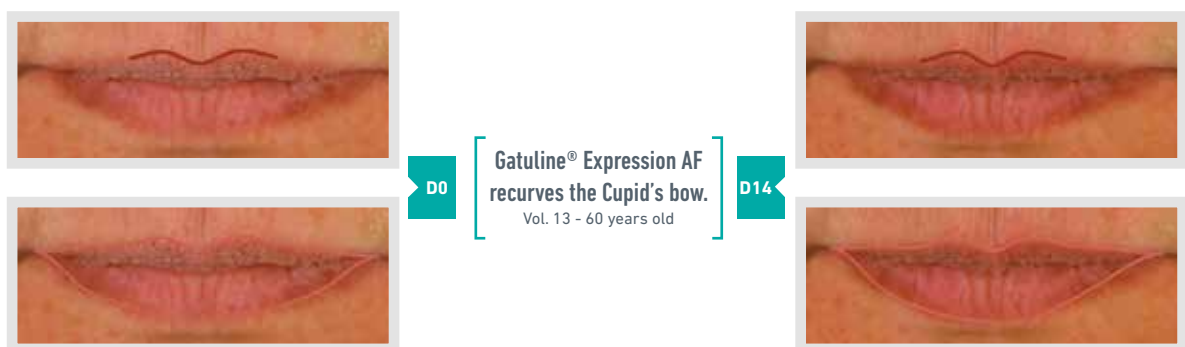 D0
Gatuline® Expression AF
recurves the Cupid's bow.
Vol. 13 - 60 years old
D14